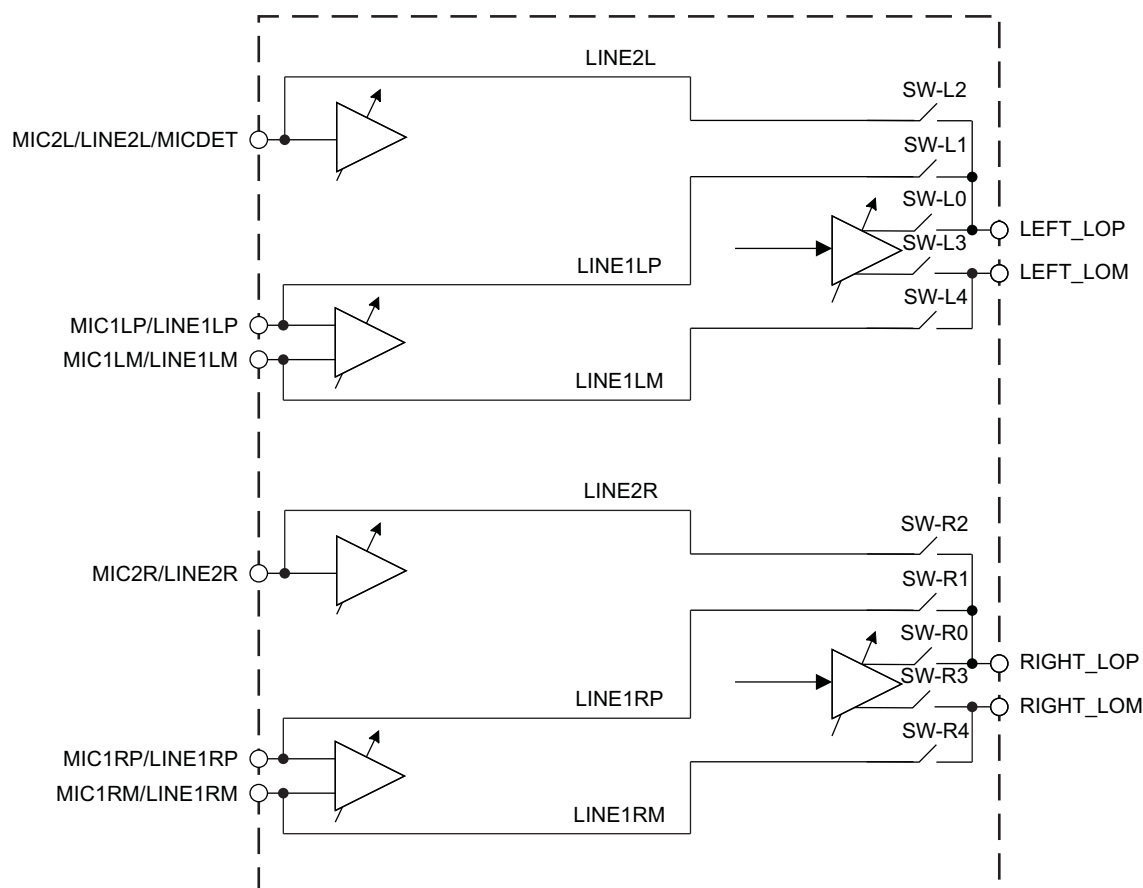 LINE2L
SW-L2
MIC2L/LINE2L/MICDET
SW-L1
SW-L0
LEFT_LOP
SW-L3
LINE1LP
LEFT_LOM
SW-L4
MIC1LP/LINE1LP
MIC1LM/LINE1LM
LINE1LM
LINE2R
SW-R2
MIC2R/LINE2R
SW-R1
SW-R0
RIGHT_LOP
SW-R3
LINE1RP
RIGHT_LOM
SW-R4
MIC1RP/LINE1RP
MIC1RM/LINE1RM
LINE1RM